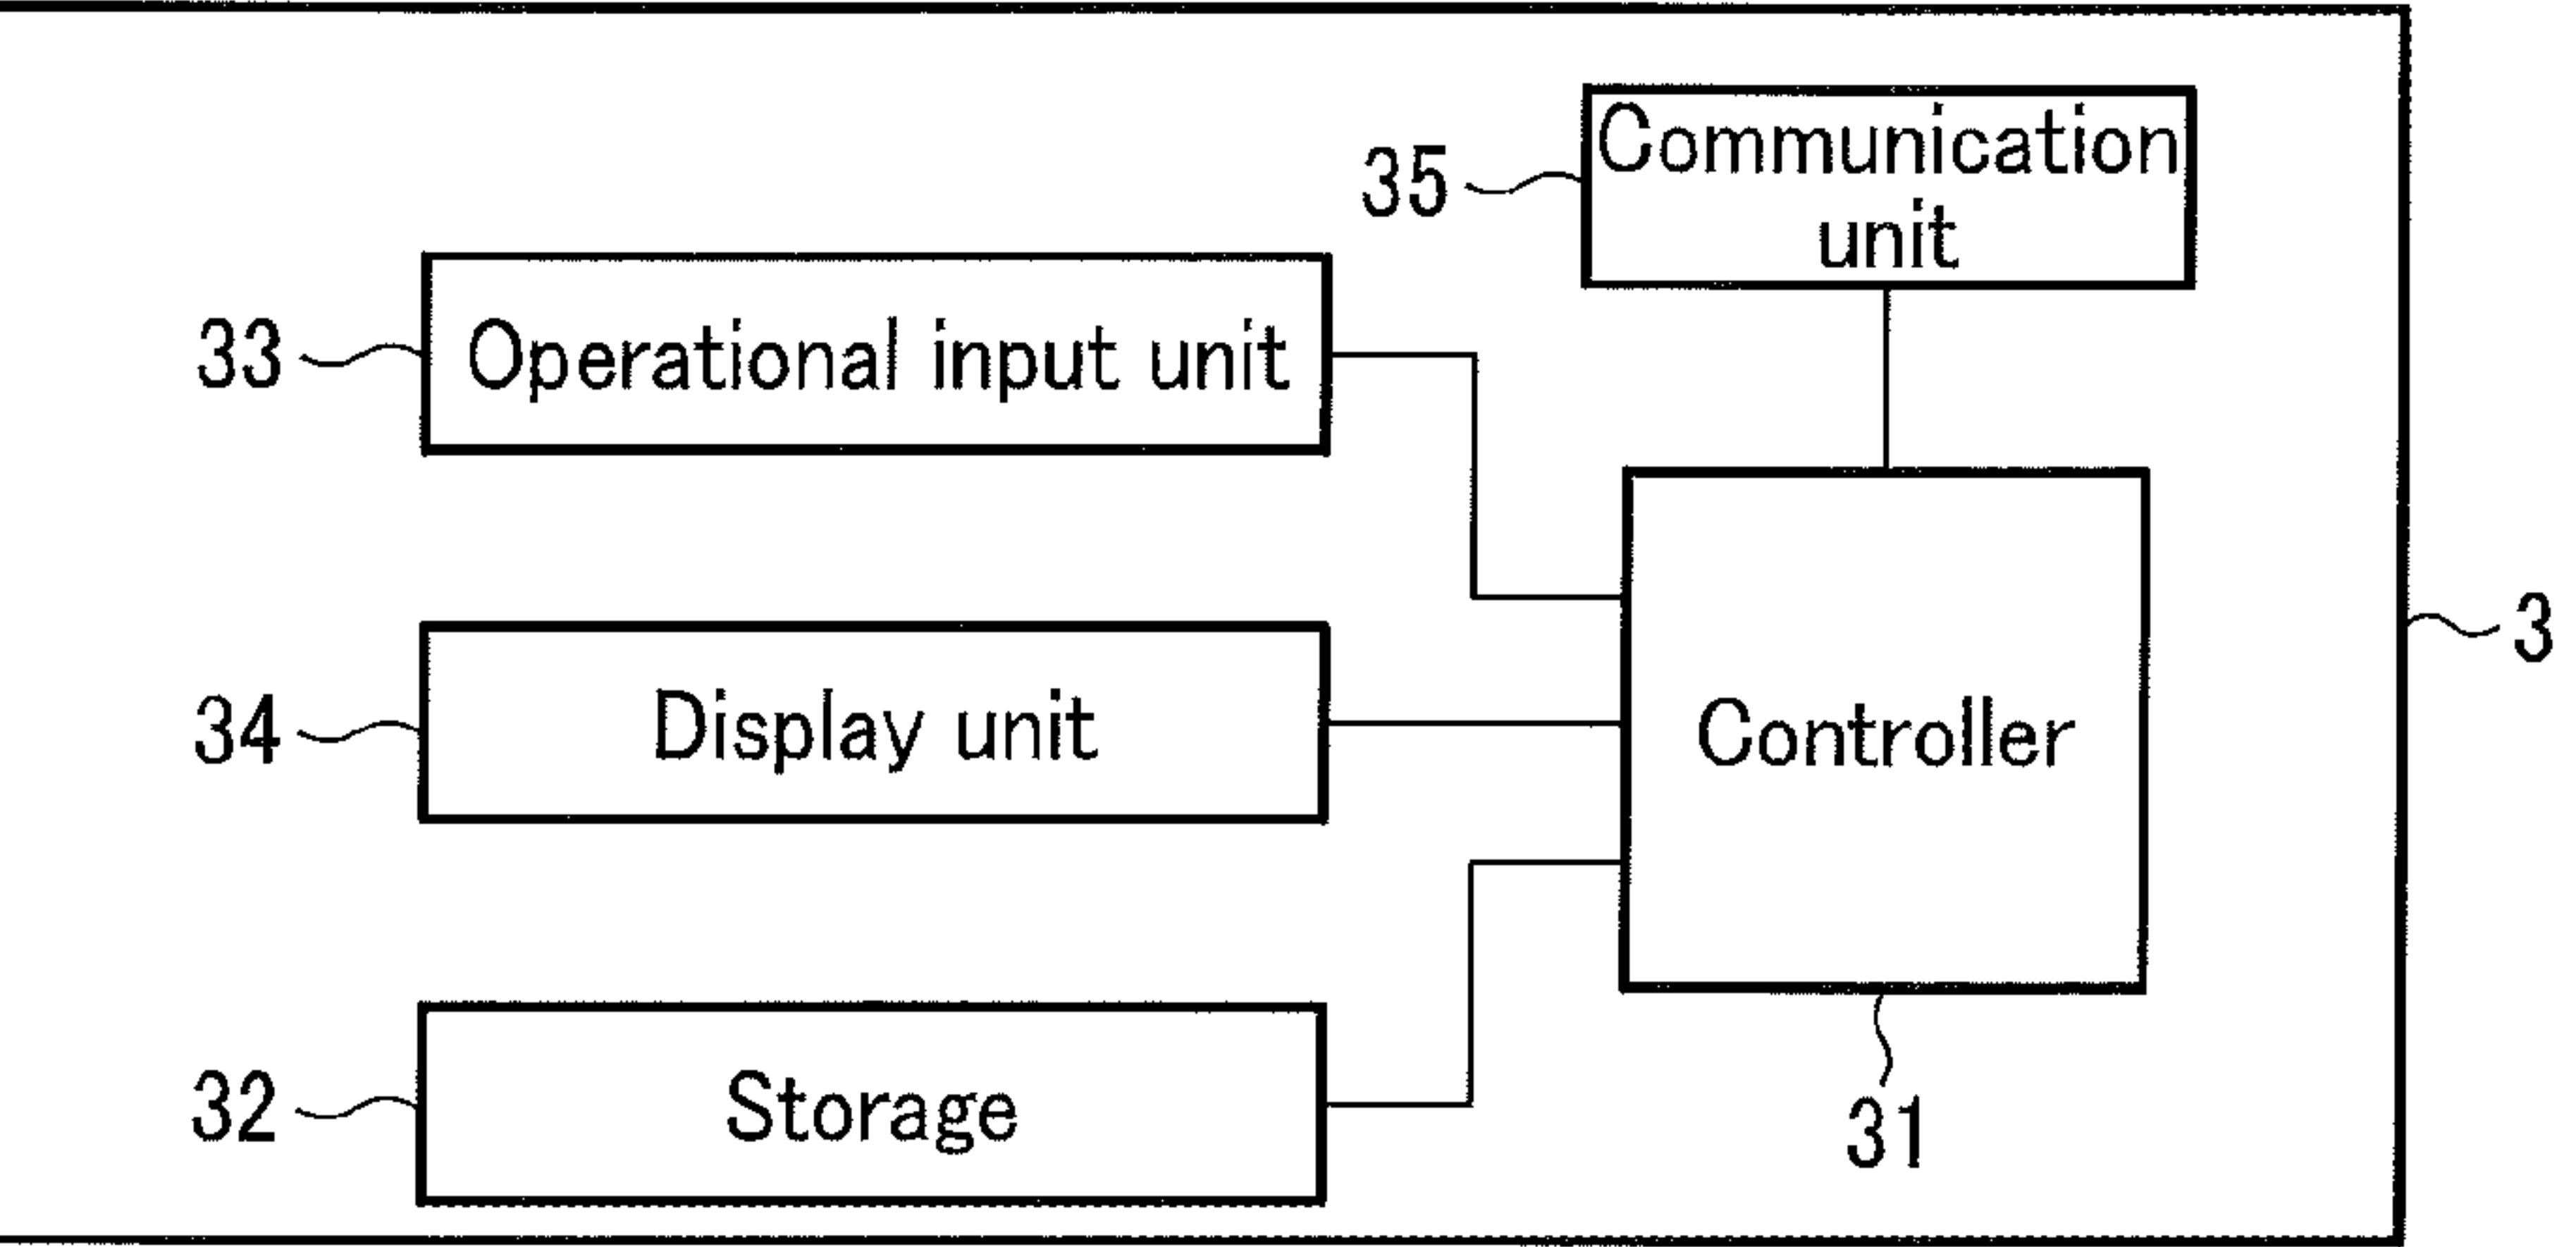 Communication
unit
35
33
Operational input unit
3
34
Display unit
Controller
32
Storage
31